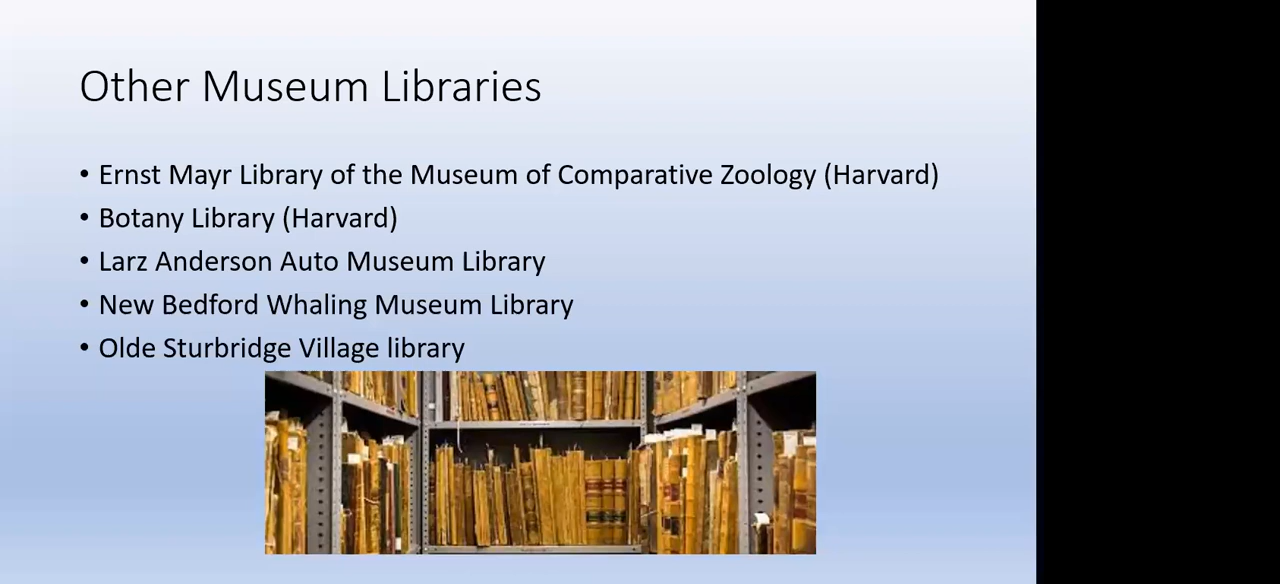 Other Museum Libraries
• Ernst Mayr Library of the Museum of Comparative Zoology (Harvard)
• Botany Library (Harvard)
• Larz Anderson Auto Museum Library
• New Bedford Whaling Museum Library
• Olde Sturbridge Village library